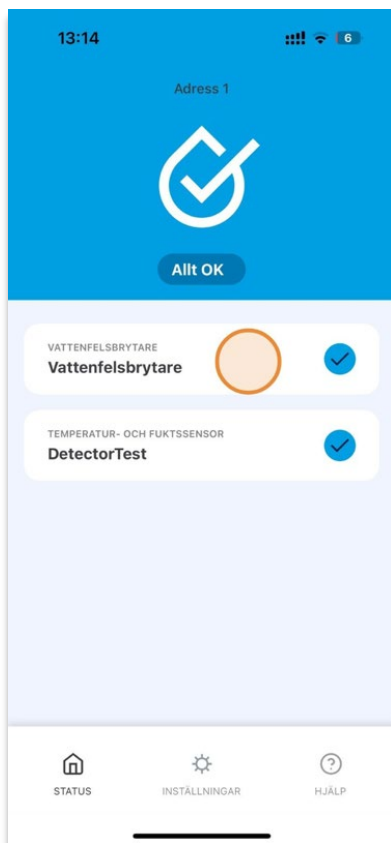 13:14
6
Adress 1
Allt OK
VATTENFELSBRYTARE
Vattenfelsbrytare
TEMPERATUR- OCH FUKTSSENSOR
DetectorTest
STATUS
INSTÄLLNINGAR
HJÄLP